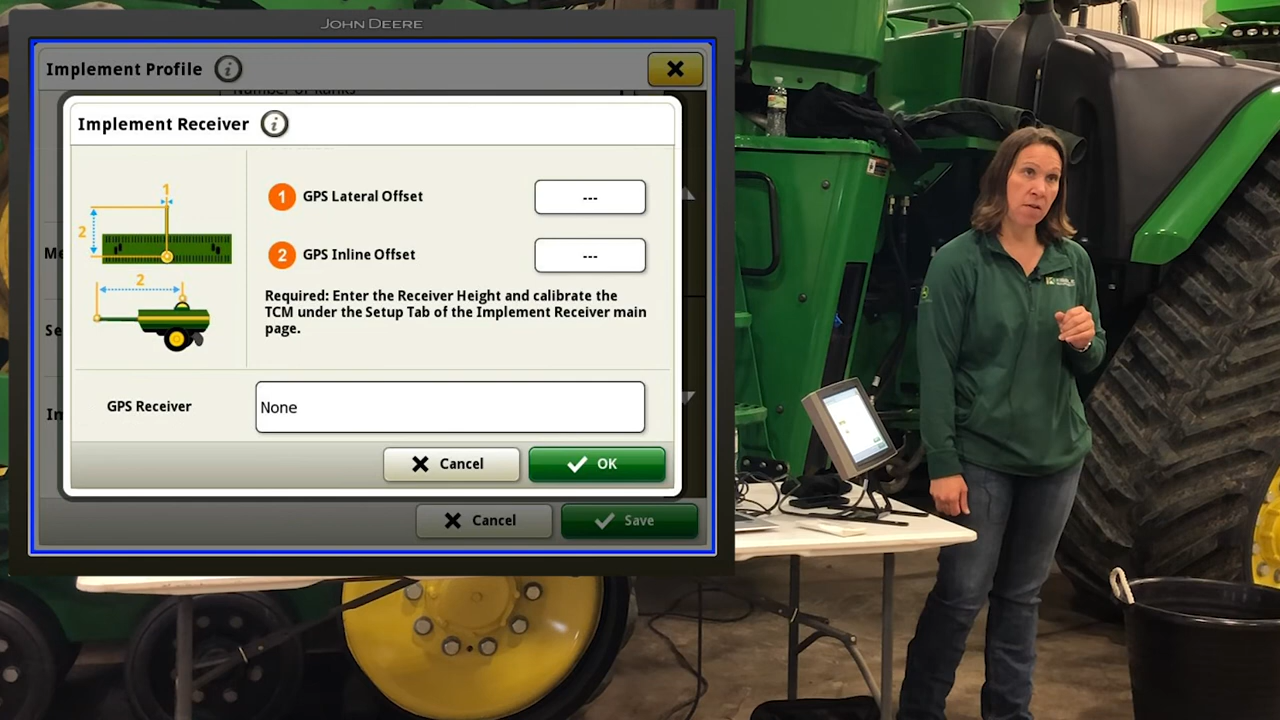 JOHN DEERE
Implement Profile
Implement Receiver
1
2
2
1 GPS Lateral Offset ---
2 GPS Inline Offset ---
Required: Enter the Receiver Height and calibrate the
TCM under the Setup Tab of the Implement Receiver main
page.
GPS Receiver None
Cancel OK
Cancel Save